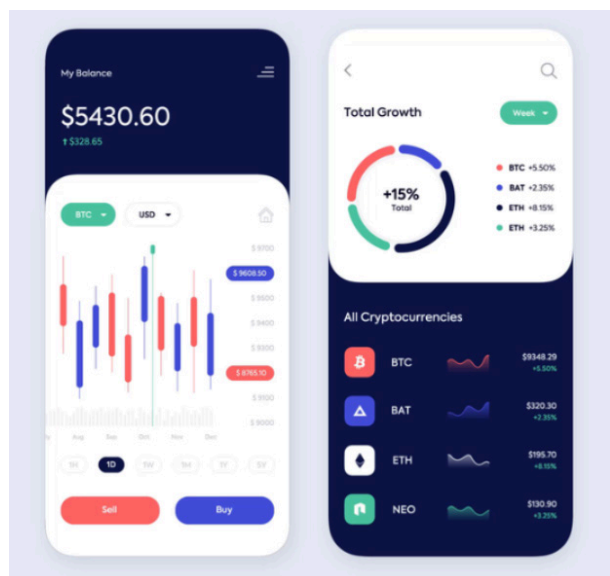 My Balance
$5430.60
↑$328.65
BTC
USD
$ 9700
$ 9608.50
$ 9500
$ 9400
$ 9300
$ 8765.10
$ 9100
$ 9000
Aug Sep Oct Nov Dec
1H 1D 1W 1M 1Y 5Y
Sell Buy
Total Growth
Week
+15%
Total
BTC +5.50%
BAT +2.35%
ETH +8.15%
ETH +3.25%
All Cryptocurrencies
BTC
$9348.29
+5.50%
BAT
$320.30
+2.35%
ETH
$195.70
+8.15%
NEO
$130.90
+3.25%